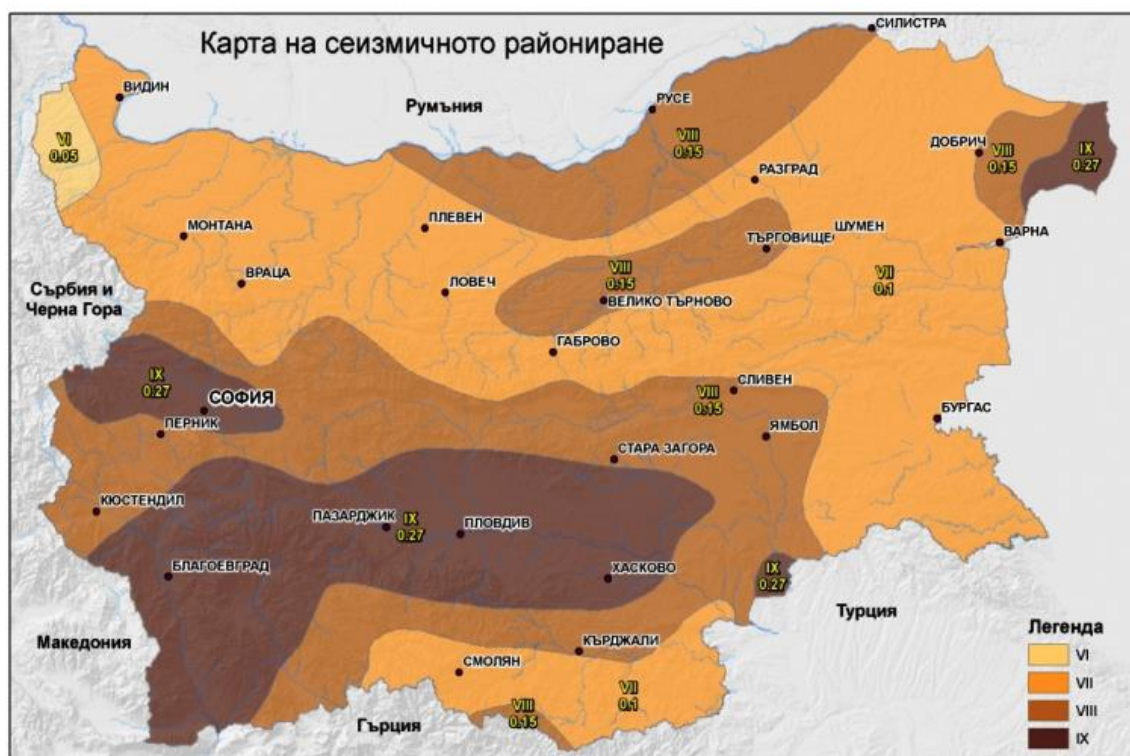 Карта на сеизмичното райониране
СИЛИСТРА
ВИДИН
Румъния
РУСЕ
VI
0.05
VIII
0.15
ДОБРИЧ
VIII
0.15
IX
0.27
РАЗГРАД
МОНТАНА
ПЛЕВЕН
ШУМЕН
ТЪРГОВИЩЕ
ВАРНА
ВРАЦА
ЛОВЕЧ
VIII
0.15
VII
0.1
Сърбия и
Черна Гора
ВЕЛИКО ТЪРНОВО
ГАБРОВО
IX
0.27
СОФИЯ
СЛИВЕН
VIII
0.15
БУРГАС
ПЕРНИК
ЯМБОЛ
СТАРА ЗАГОРА
КЮСТЕНДИЛ
ПАЗАРДЖИК
IX
0.27
ПЛОВДИВ
БЛАГОЕВГРАД
ХАСКОВО
IX
0.27
Турция
Македония
КЪРДЖАЛИ
СМОЛЯН
VII
0.1
VIII
0.15
Гърция
Легенда
VI
VII
VIII
IX